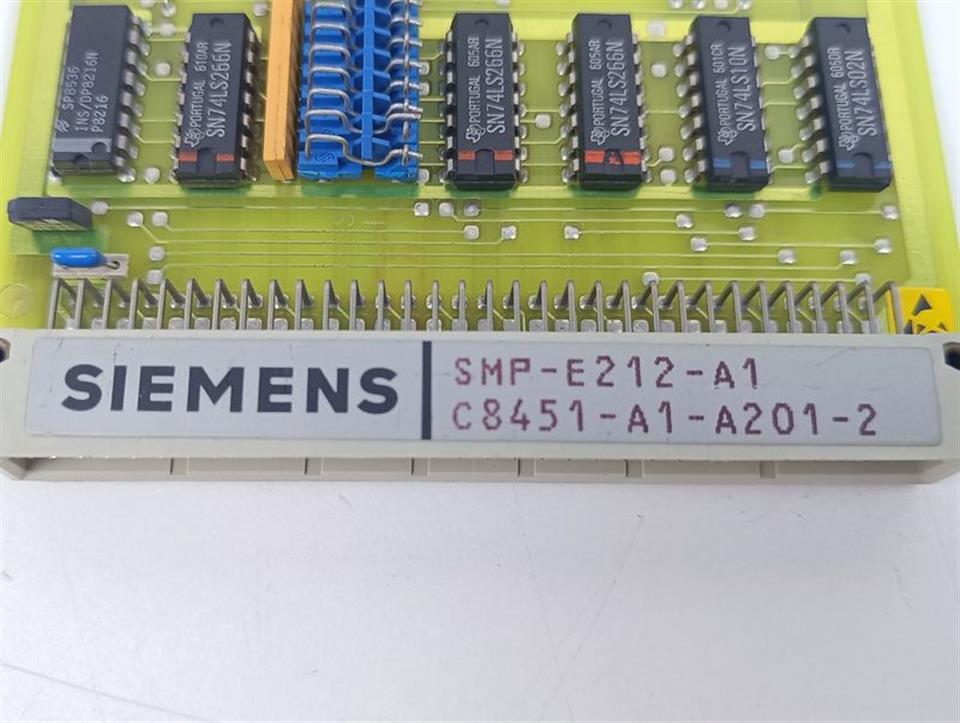 SP8536
INS/DP8216N
P8216
PORTUGAL 610AR
SN74LS266N
PORTUGAL 605AR
SN74LS266N
PORTUGAL 605AR
SN74LS266N
PORTUGAL 601CR
SN74LS10N
PORTUGAL 606DR
SN74LS02N
SIEMENS
SMP-E212-A1
C8451-A1-A201-2